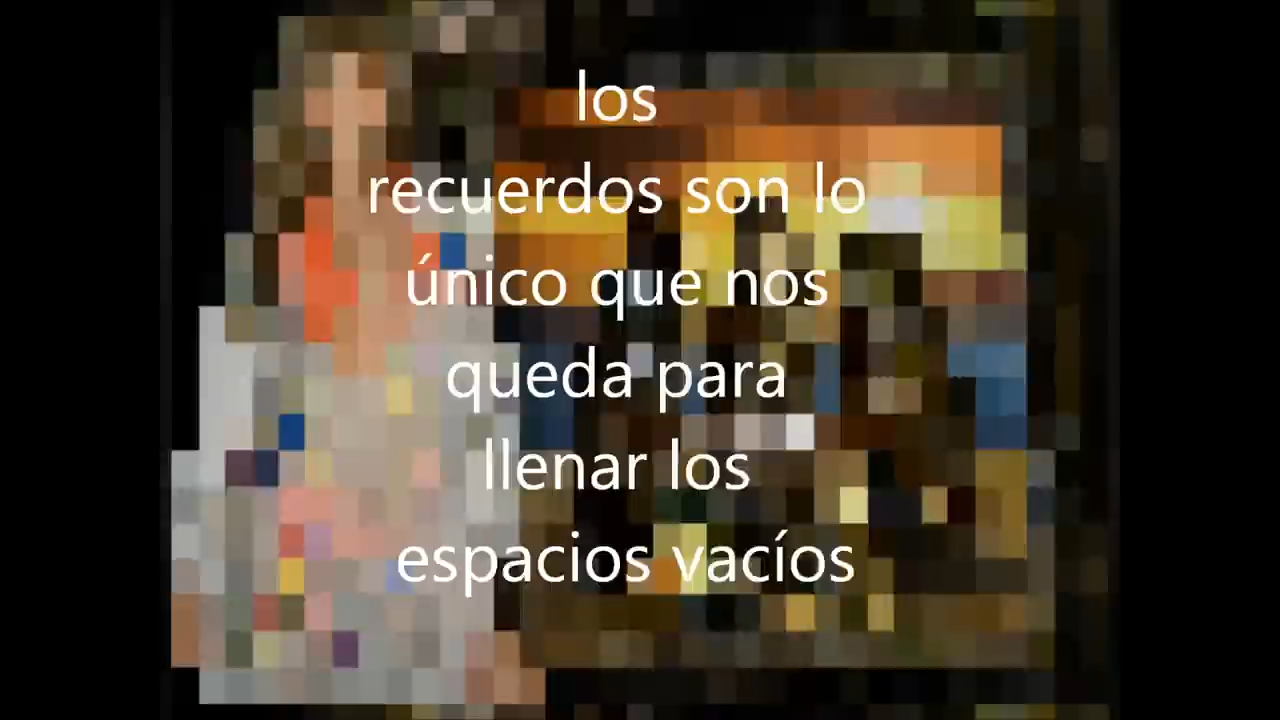 los
recuerdos son lo
único que nos
queda para
llenar los
espacios vacíos